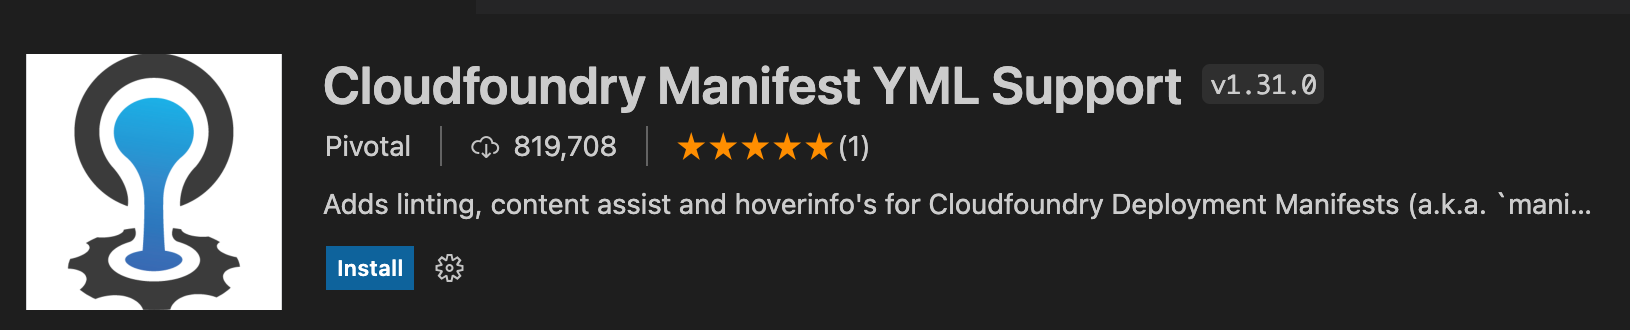 Cloudfoundry Manifest YML Support v1.31.0
Pivotal 819,708 (1)
Adds linting, content assist and hoverinfo's for Cloudfoundry Deployment Manifests (a.k.a. `mani...
Install